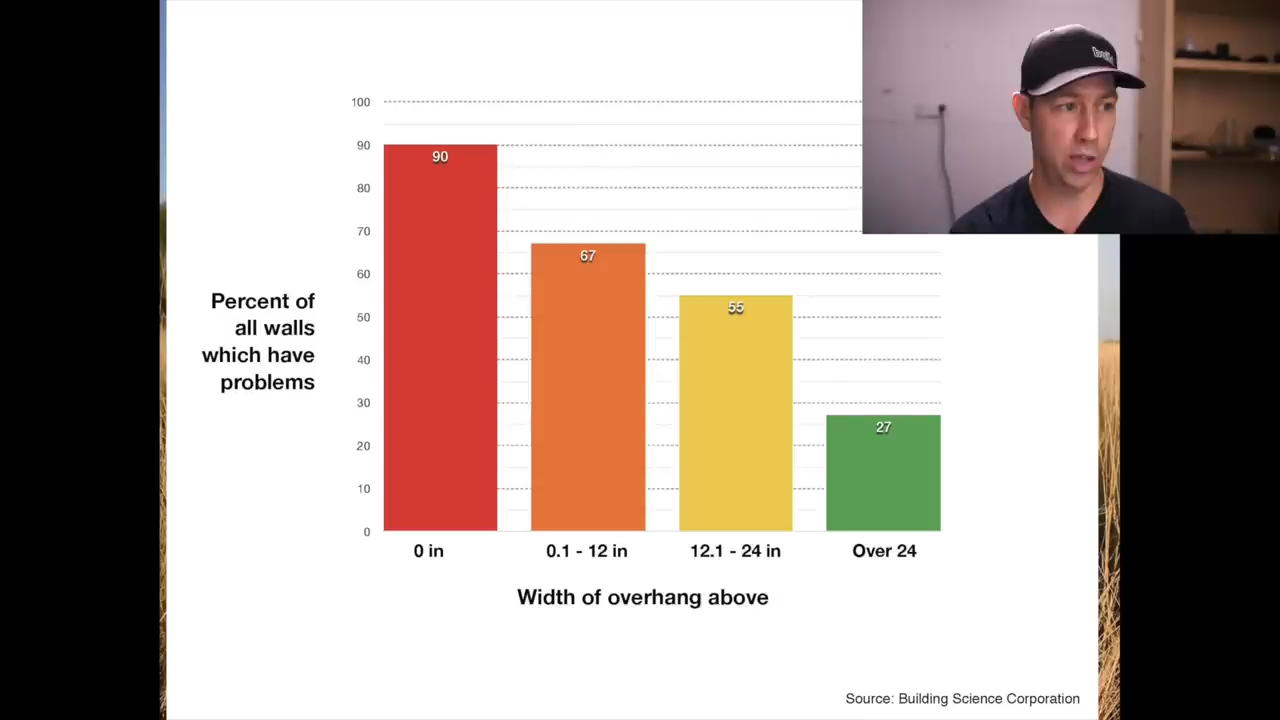 100
90
80
70
60
50
40
30
20
10
0
90
67
55
27
Percent of
all walls
which have
problems
0 in
0.1 - 12 in
12.1 - 24 in
Over 24
Width of overhang above
Source: Building Science Corporation